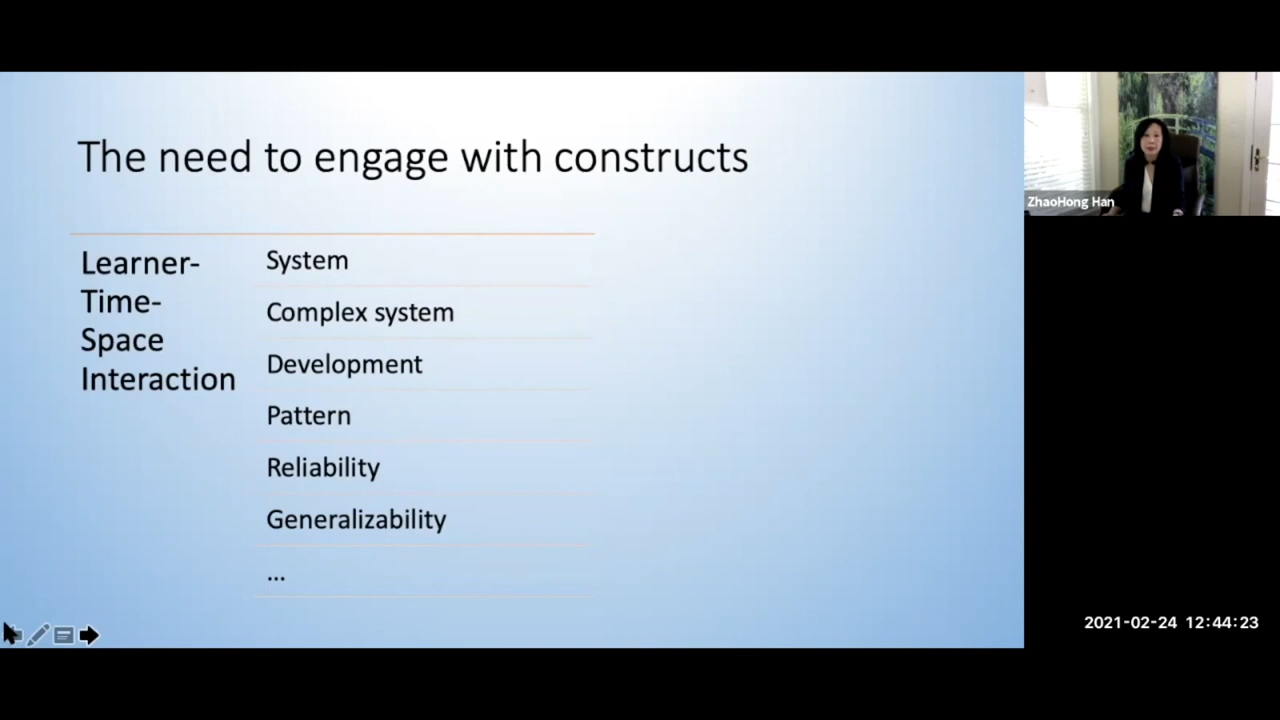 The need to engage with constructs
Learner-
Time-
Space
Interaction
System
Complex system
Development
Pattern
Reliability
Generalizability
...
ZhaoHong Han
2021-02-24 12:44:23